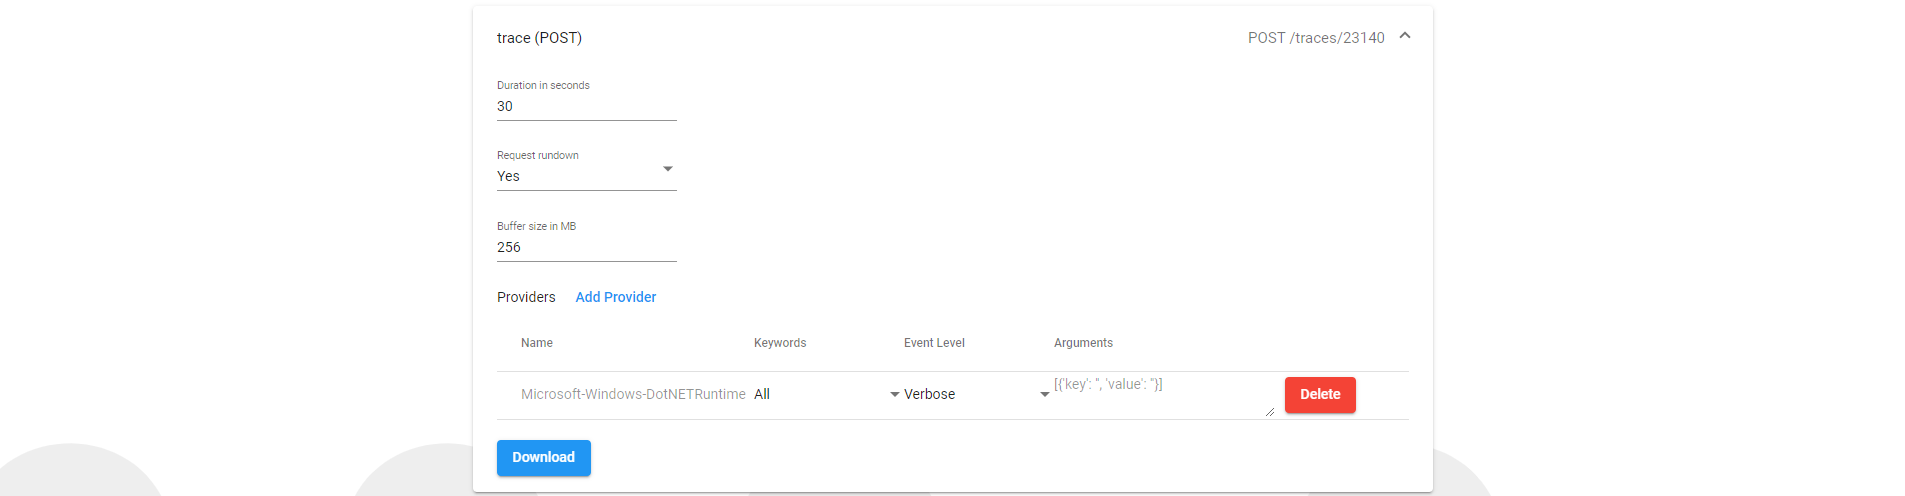 trace (POST)
POST /traces/23140
Duration in seconds
30
Request rundown
Yes
Buffer size in MB
256
Providers Add Provider
Name Keywords Event Level Arguments
Microsoft-Windows-DotNETRuntime All Verbose [{'key': '', 'value': ''}] Delete
Download